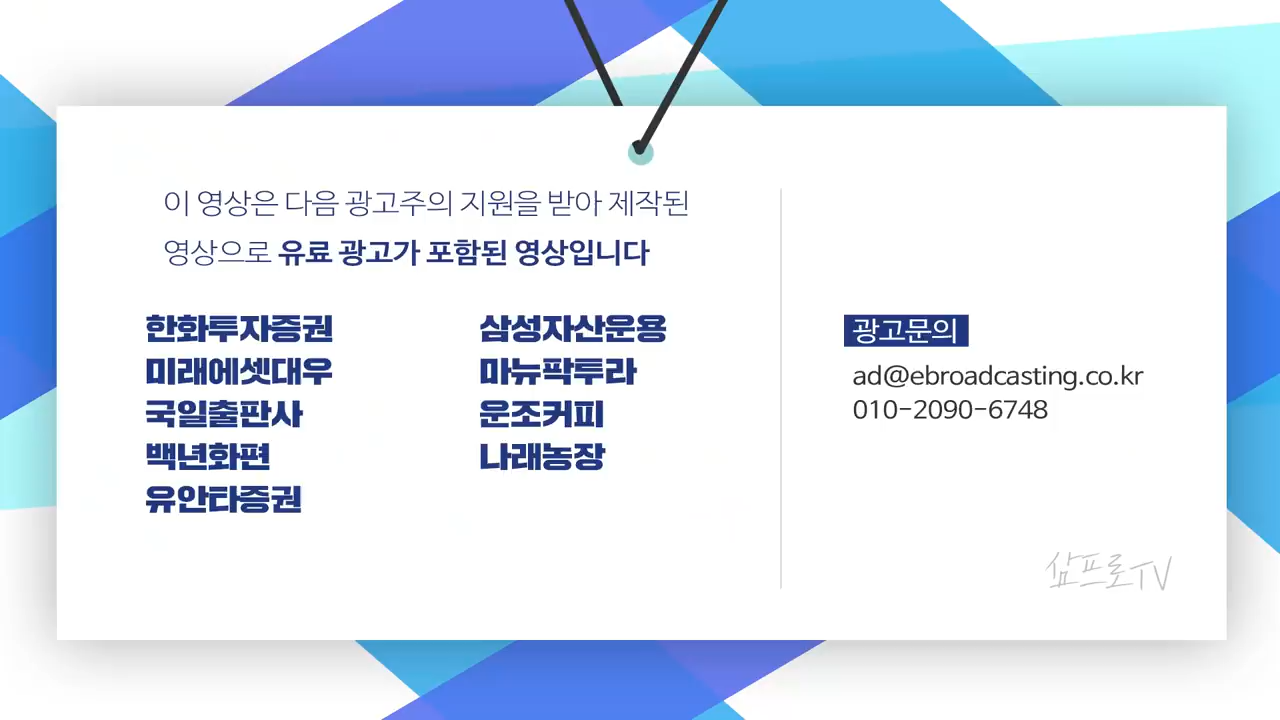 이 영상은 다음 광고주의 지원을 받아 제작된
영상으로 유료 광고가 포함된 영상입니다
한화투자증권
미래에셋대우
국일출판사
백년화편
유안타증권
삼성자산운용
마뉴팍투라
운조커피
나래농장
광고문의
ad@ebroadcasting.co.kr
010-2090-6748
삼프로TV